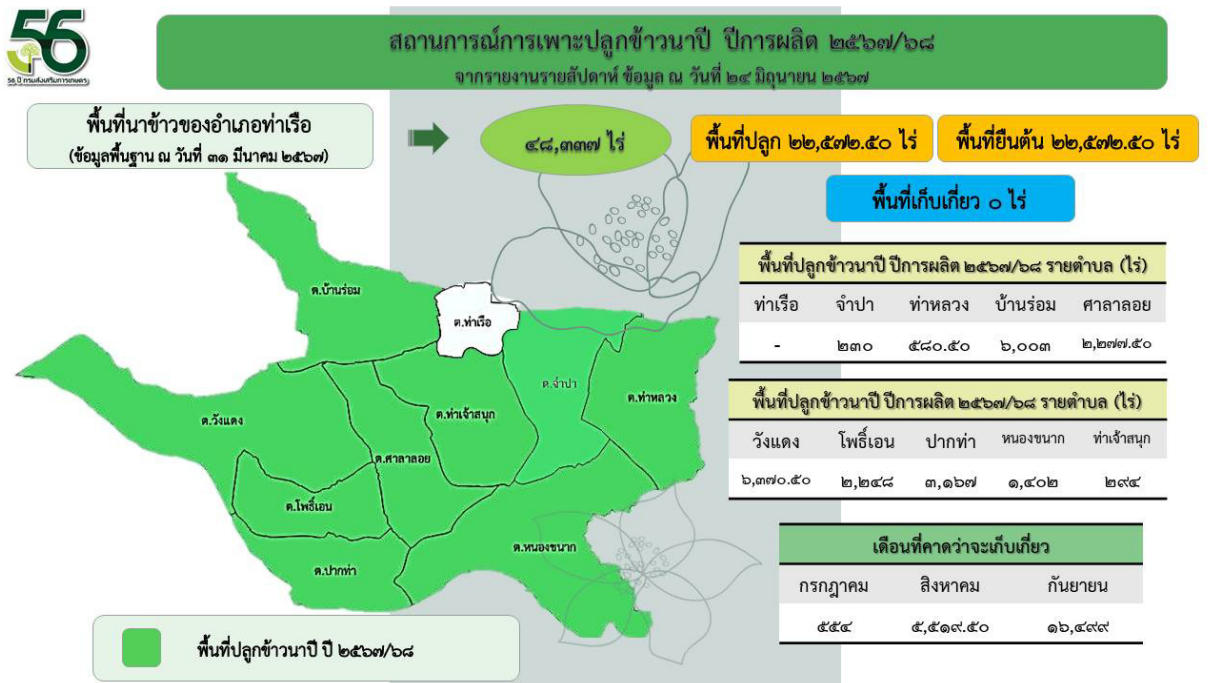 56
๕๖ ปี กรมส่งเสริมการเกษตร
สถานการณ์การเพาะปลูกข้าวนาปี ปีการผลิต ๒๕๖๗/๖๘
จากรายงานรายสัปดาห์ ข้อมูล ณ วันที่ ๒๔ มิถุนายน ๒๕๖๗
พื้นที่นาข้าวของอำเภอท่าเรือ
(ข้อมูลพื้นฐาน ณ วันที่ ๓๑ มีนาคม ๒๕๖๗)
๔๘,๓๓๗ ไร่
พื้นที่ปลูก ๒๒,๕๗๒.๕๐ ไร่
พื้นที่ยืนต้น ๒๒,๕๗๒.๕๐ ไร่
พื้นที่เก็บเกี่ยว ๐ ไร่
ต.บ้านร่อม
ต.ท่าเรือ
ต.จำปา
ต.ท่าหลวง
ต.ท่าเจ้าสนุก
ต.วังแดง
ต.ศาลาลอย
ต.โพธิ์เอน
ต.หนองขนาก
ต.ปากท่า
พื้นที่ปลูกข้าวนาปี ปีการผลิต ๒๕๖๗/๖๘ รายตำบล (ไร่)
ท่าเรือ จำปา ท่าหลวง บ้านร่อม ศาลาลอย
- ๒๓๐ ๕๘๐.๕๐ ๖,๐๐๓ ๒,๒๗๗.๕๐
พื้นที่ปลูกข้าวนาปี ปีการผลิต ๒๕๖๗/๖๘ รายตำบล (ไร่)
วังแดง โพธิ์เอน ปากท่า หนองขนาก ท่าเจ้าสนุก
๖,๓๗๐.๕๐ ๒,๒๔๘ ๓,๑๖๗ ๑,๔๐๒ ๒๙๔
เดือนที่คาดว่าจะเก็บเกี่ยว
กรกฎาคม สิงหาคม กันยายน
๕๕๔ ๕,๕๑๙.๕๐ ๑๖,๔๙๙
พื้นที่ปลูกข้าวนาปี ปี ๒๕๖๗/๖๘